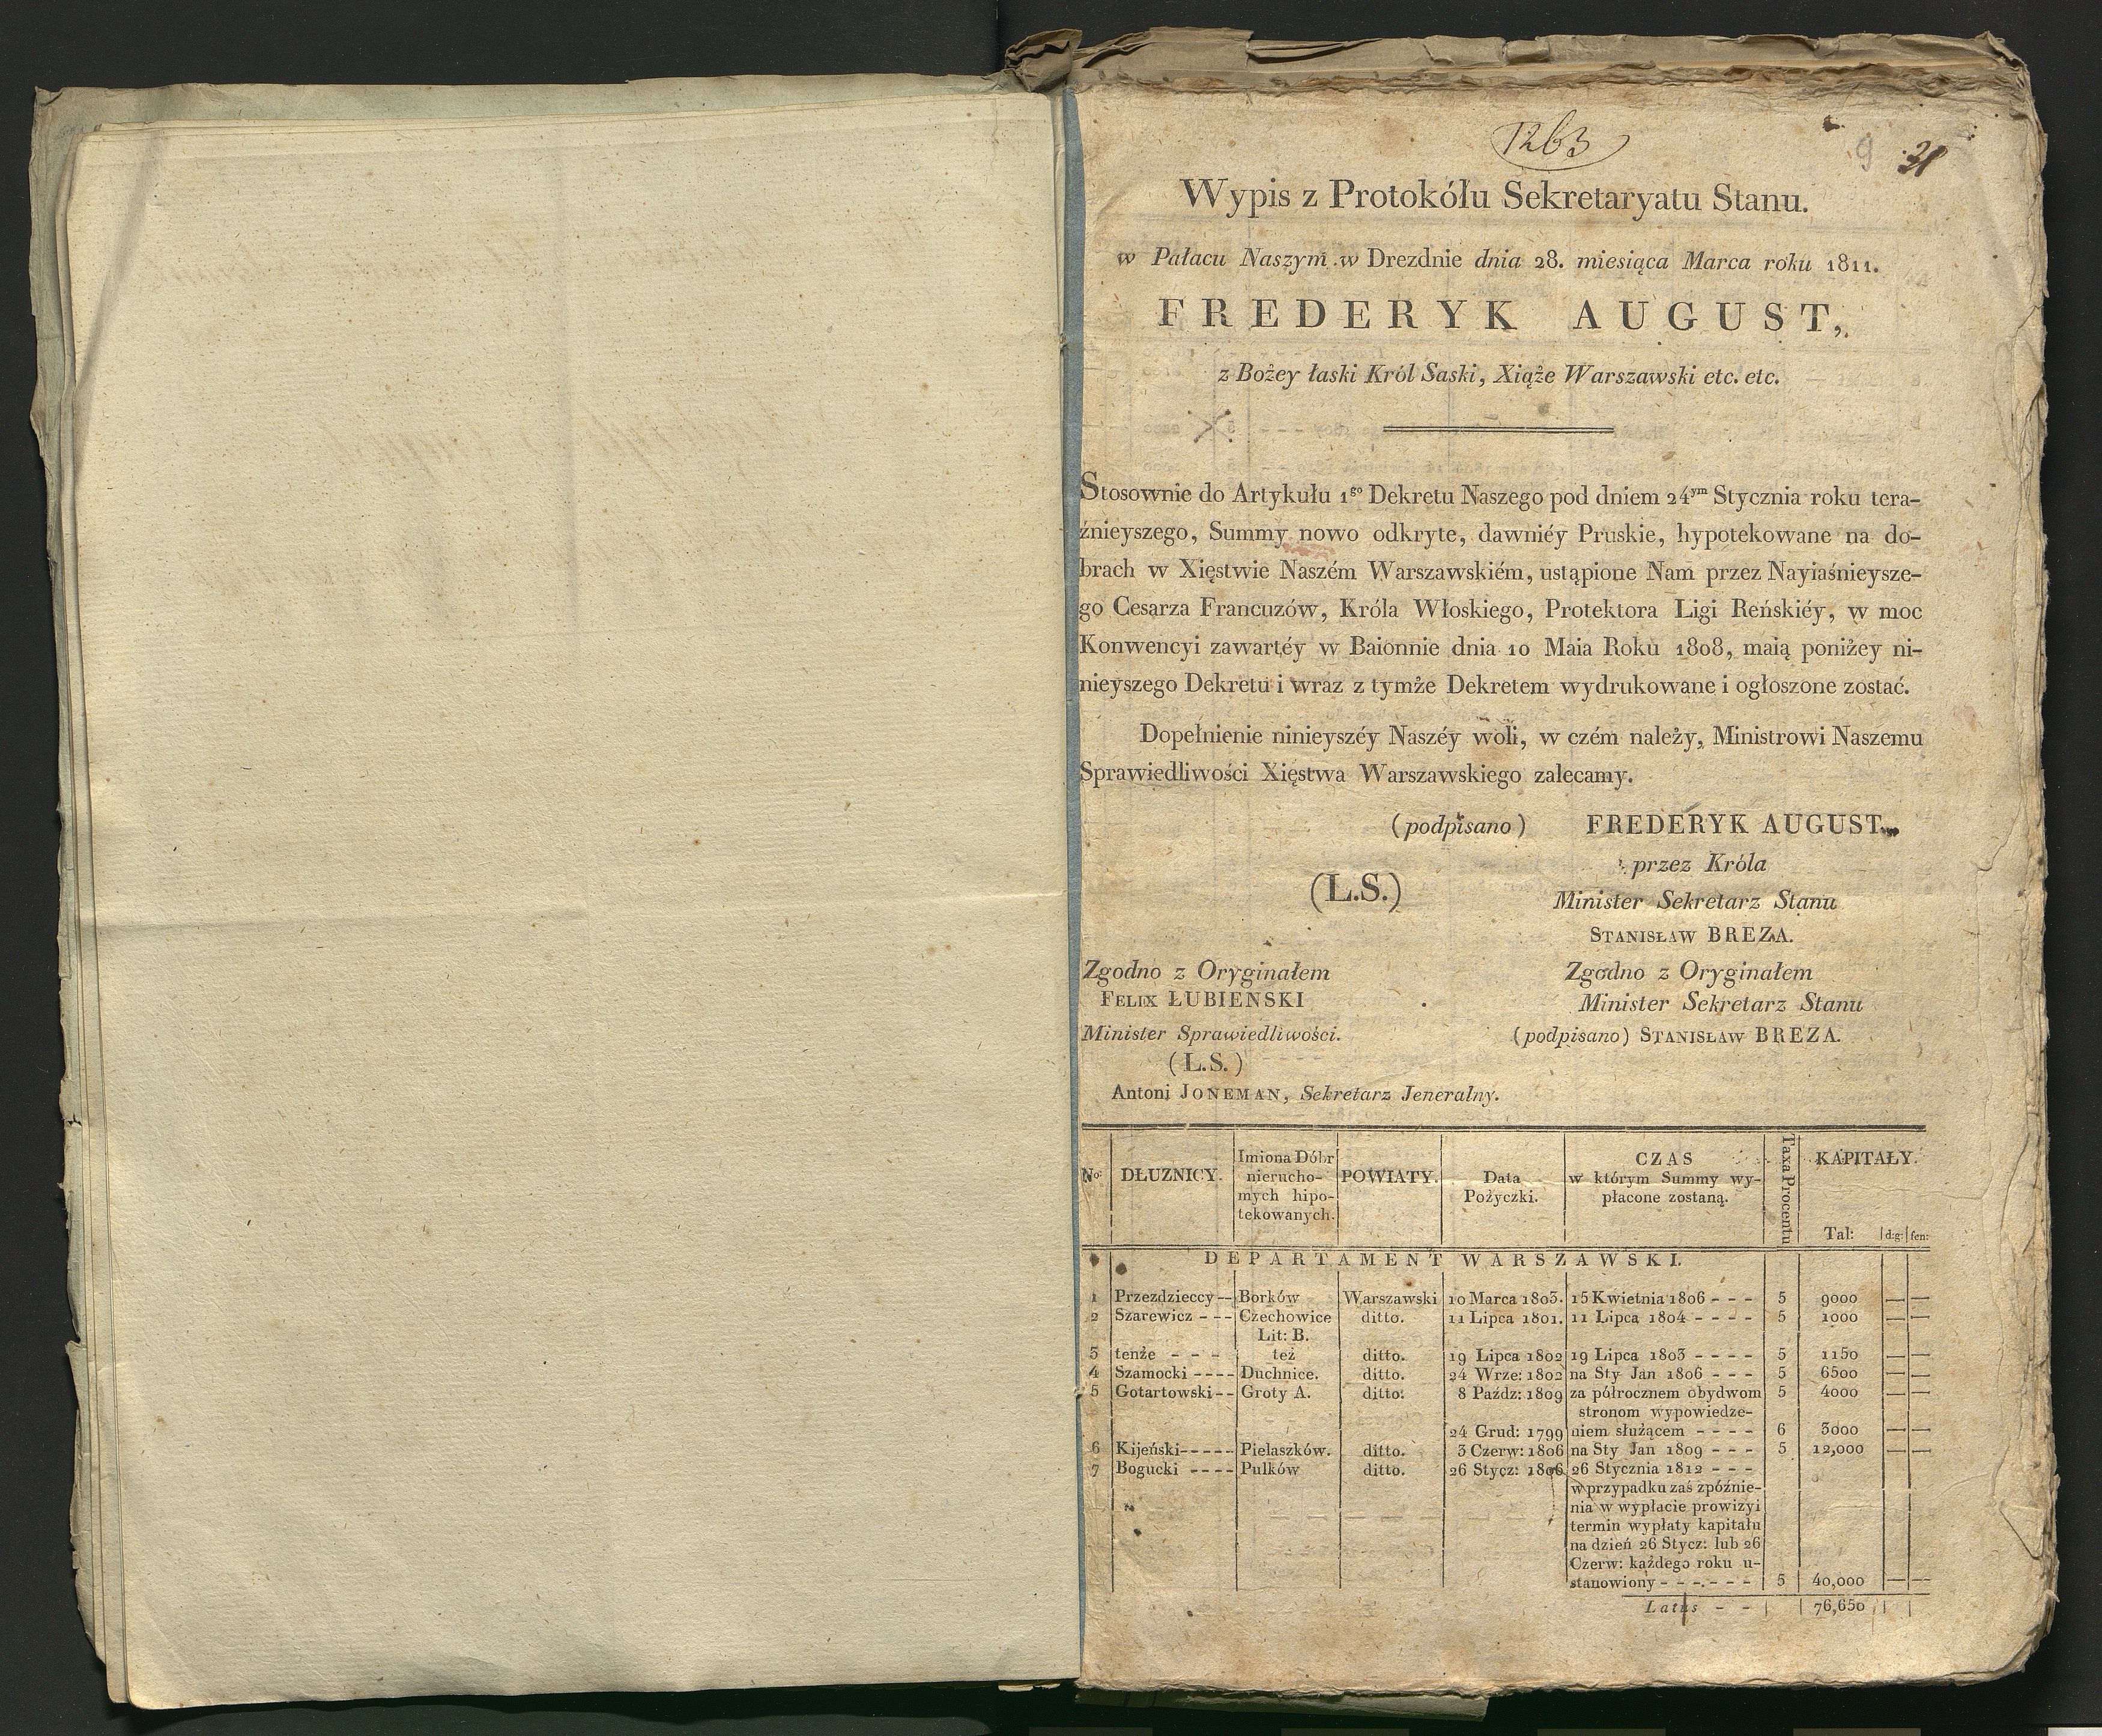 1263
9 31
Wypis z Protokółu Sekretaryatu Stanu.
w Pałacu Naszym w Drezdnie dnia 28. miesiąca Marca roku 1811.
FREDERYK AUGUST,
z Bożey łaski Król Saski, Xiąże Warszawski etc. etc.
Stosownie do Artykułu 1go Dekretu Naszego pod dniem 24ym Stycznia roku tera-
źnieyszego, Summy nowo odkryte, dawniéy Pruskie, hypotekowane na do-
brach w Xięstwie Naszém Warszawskiém, ustąpione Nam przez Nayiaśnieysze-
go Cesarza Francuzów, Króla Włoskiego, Protektora Ligi Reńskiéy, w moc
Konwencyi zawartéy w Baionnie dnia 10 Maia Roku 1808, maią poniżey ni-
nieyszego Dekretu i wraz z tymże Dekretem wydrukowane i ogłoszone zostać.
Dopełnienie ninieyszéy Naszéy woli, w czém należy, Ministrowi Naszemu
Sprawiedliwości Xięstwa Warszawskiego zalecamy.
(podpisano) FREDERYK AUGUST.
przez Króla
(L.S.)
Minister Sekretarz Stanu
STANISŁAW BREZA.
Zgodno z Oryginałem Zgodno z Oryginałem
FELIX ŁUBIENSKI Minister Sekretarz Stanu
Minister Sprawiedliwości. (podpisano) STANISŁAW BREZA.
(L.S.)
Antoni JONEMAN, Sekretarz Jeneralny.
No: DŁUZNICY. Imiona Dóbr nierucho- mych hipo- tekowanych. POWIATY. Data Pożyczki. CZAS w którym Summy wy- płacone zostaną. Taxa Procentu KAPITAŁY. Tal: d:g: fen:
DEPARTAMENT WARSZAWSKI.
1 Przezdzieccy -- Borków Warszawski 10 Marca 1803. 15 Kwietnia 1806 - - - 5 9000 — —
2 Szarewicz - - - Czechowice ditto. 11 Lipca 1801. 11 Lipca 1804 - - - - 5 1000 — —
Lit: B.
3 tenże - - - też ditto. 19 Lipca 1802 19 Lipca 1803 - - - - 5 1150 — —
4 Szamocki - - - - Duchnice. ditto. 24 Wrze: 1802 na Sty Jan 1806 - - - 5 6500 — —
5 Gotartowski - - Groty A. ditto. 8 Paźdz: 1809 za półrocznem obydwom 5 4000 — —
stronom wypowiedze-
24 Grud: 1799 niem służącem - - - - 6 3000 — —
6 Kijeński - - - - - Pielaszków. ditto. 3 Czerw: 1806 na Sty Jan 1809 - - - 5 12,000 — —
7 Bogucki - - - - Pulków ditto. 26 Stycz: 1806 26 Stycznia 1812 - - -
w przypadku zaś zpóźnie-
nia w wypłacie prowizyi
termin wypłaty kapitału
na dzień 26 Stycz: lub 26
Czerw: każdego roku u-
stanowiony - - - - - - 5 40,000 — —
Latus - - 76,650